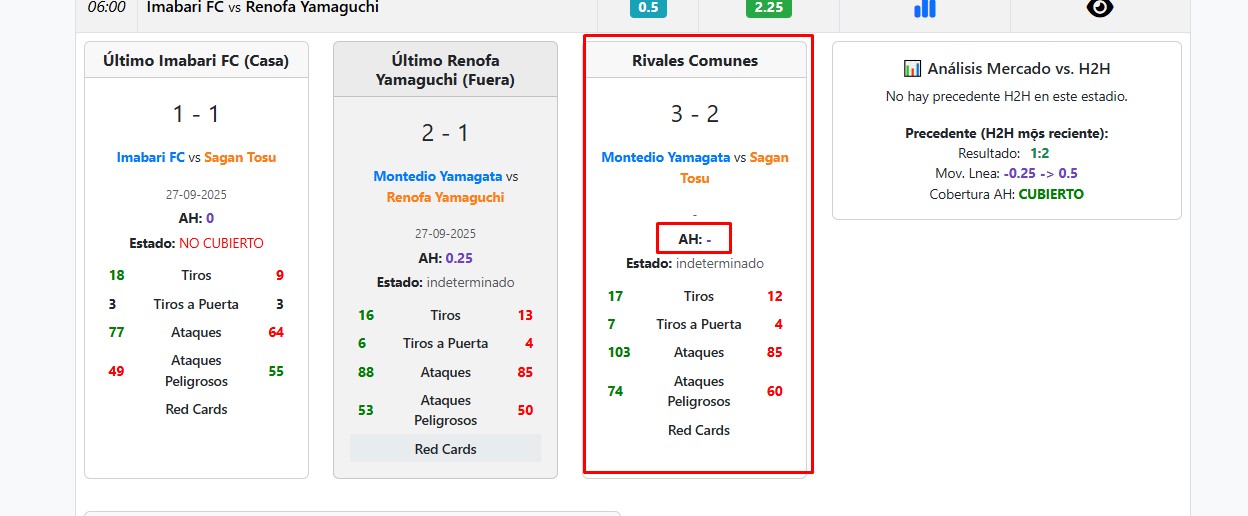 06:00 Imabari FC vs Renofa Yamaguchi 0.5 2.25
Último Imabari FC (Casa)
1 - 1
Imabari FC vs Sagan Tosu
27-09-2025
AH: 0
Estado: NO CUBIERTO
18 Tiros 9
3 Tiros a Puerta 3
77 Ataques 64
49 Ataques Peligrosos 55
Red Cards
Último Renofa
Yamaguchi (Fuera)
2 - 1
Montedio Yamagata vs
Renofa Yamaguchi
27-09-2025
AH: 0.25
Estado: indeterminado
16 Tiros 13
6 Tiros a Puerta 4
88 Ataques 85
53 Ataques Peligrosos 50
Red Cards
Rivales Comunes
3 - 2
Montedio Yamagata vs Sagan
Tosu
-
AH: -
Estado: indeterminado
17 Tiros 12
7 Tiros a Puerta 4
103 Ataques 85
74 Ataques Peligrosos 60
Red Cards
Análisis Mercado vs. H2H
No hay precedente H2H en este estadio.
Precedente (H2H mǭs reciente):
Resultado: 1:2
Mov. Lnea: -0.25 -> 0.5
Cobertura AH: CUBIERTO